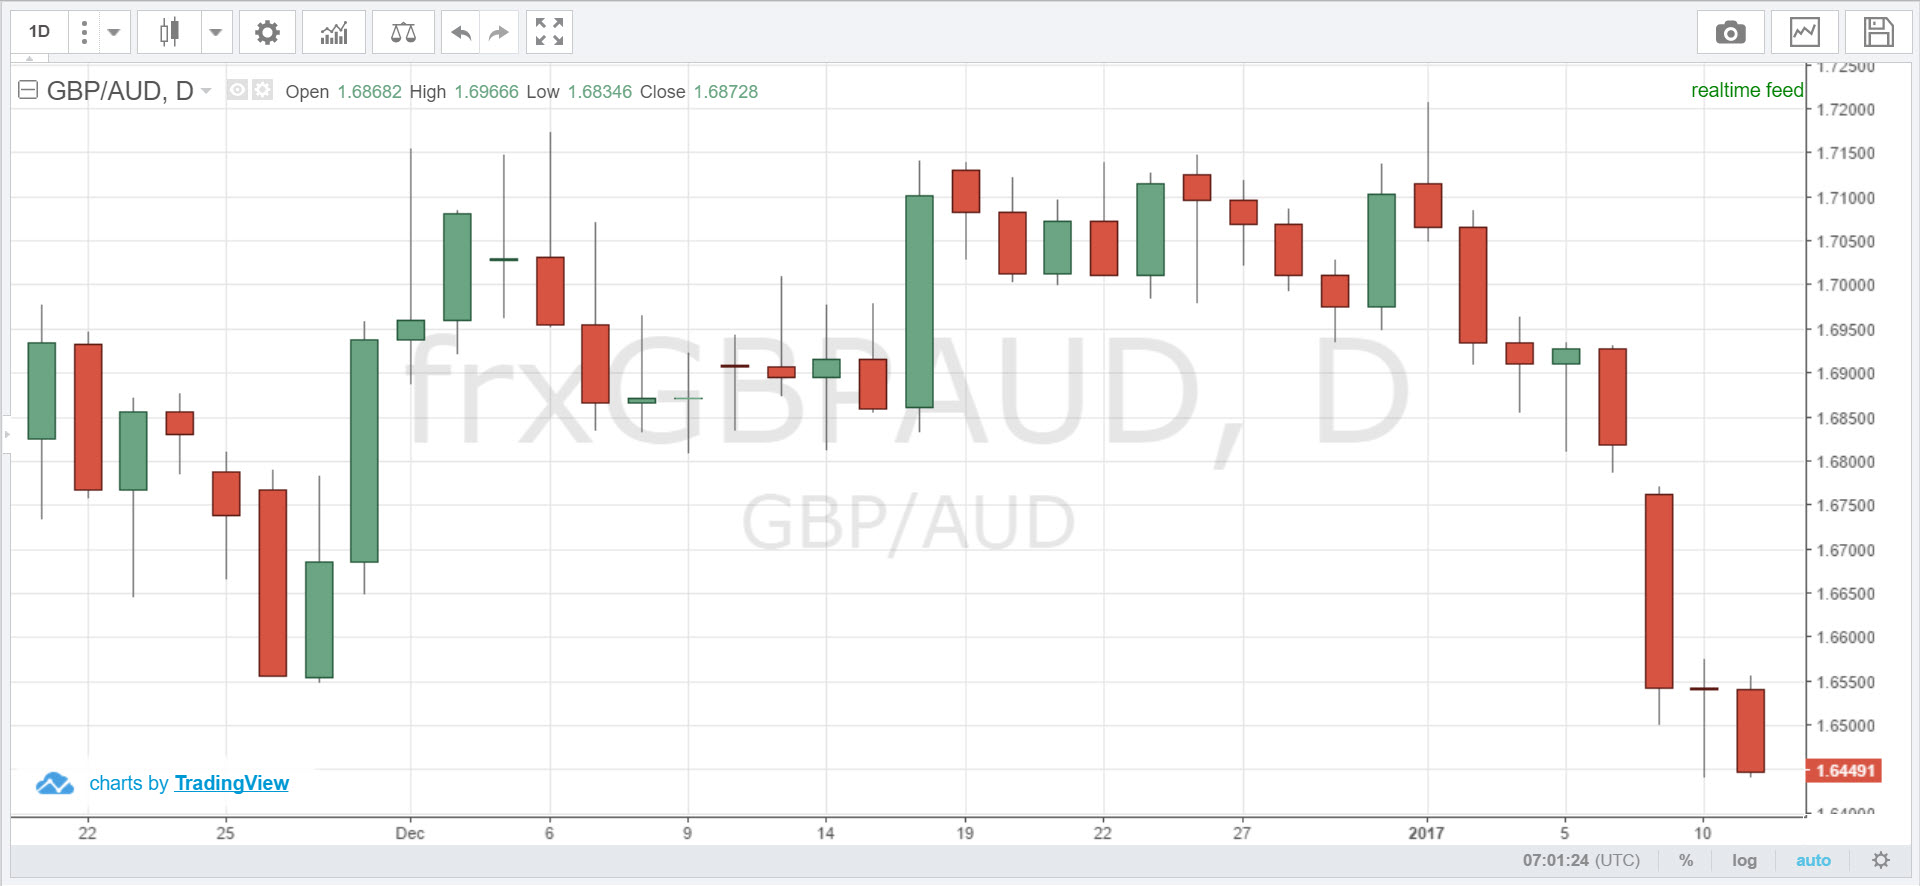 1D
GBP/AUD, D Open 1.68682 High 1.69666 Low 1.68346 Close 1.68728
realtime feed
1.72500
1.72000
1.71500
1.71000
1.70500
1.70000
1.69500
1.69000
1.68500
1.68000
1.67500
1.67000
1.66500
1.66000
1.65500
1.65000
1.64491
1.64000
frxGBPAUD, D
GBP/AUD
charts by TradingView
22 25 Dec 6 9 14 19 22 27 2017 5 10
07:01:24 (UTC) % log auto